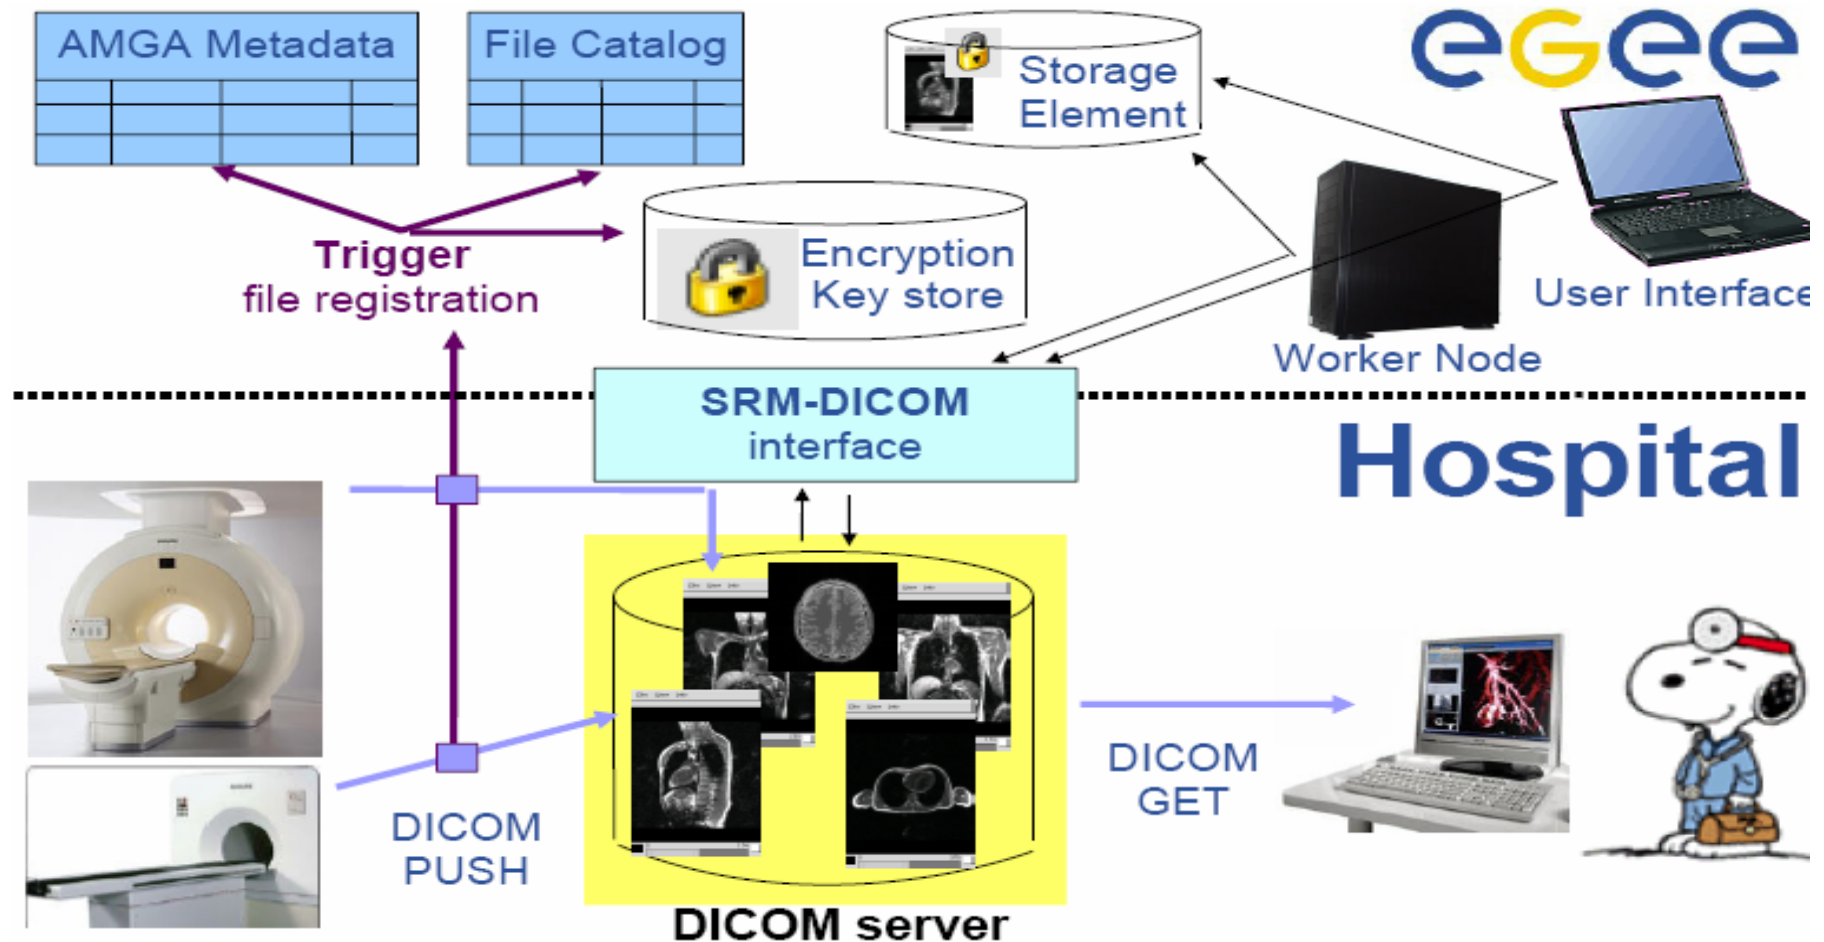 AMGA Metadata
File Catalog
Storage
Element
eGee
Trigger
file registration
Encryption
Key store
User Interface
Worker Node
SRM-DICOM
interface
Hospital
DICOM
PUSH
DICOM
GET
DICOM server